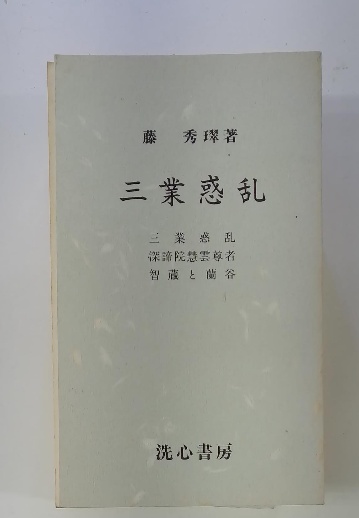 藤 秀璻著
三業惑乱
三業惑乱
深諦院慧雲尊者
智蔵と蘭谷
洗心書房